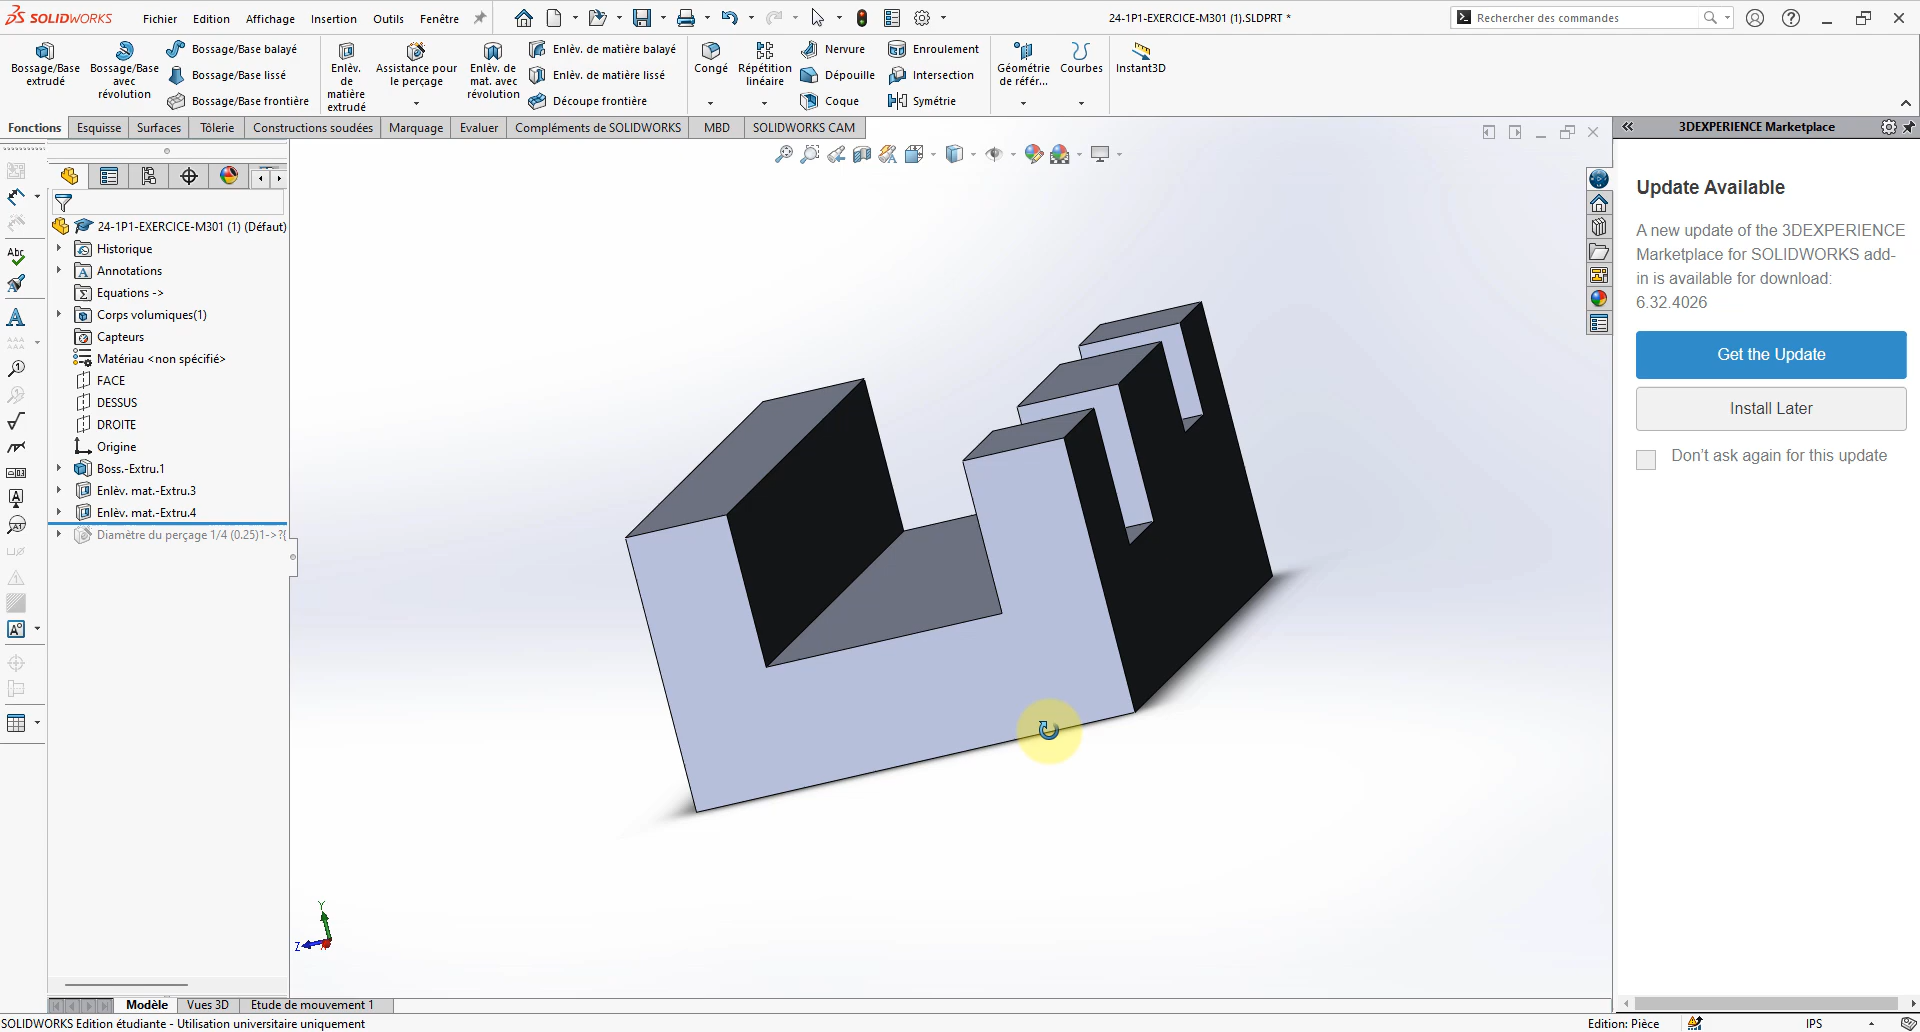 SOLIDWORKS
Fichier
Edition
Affichage
Insertion
Outils
Fenêtre
24-1P1-EXERCICE-M301 (1).SLDPRT *
Rechercher des commandes
Bossage/Base
extrudé
Bossage/Base
avec
révolution
Bossage/Base balayé
Bossage/Base lissé
Bossage/Base frontière
Enlèv.
de
matière
extrudé
Assistance pour
le perçage
Enlèv. de
mat. avec
révolution
Enlèv. de matière balayé
Enlèv. de matière lissé
Découpe frontière
Congé
Répétition
linéaire
Nervure
Dépouille
Coque
Enroulement
Intersection
Symétrie
Géométrie
de référ...
Courbes
Instant3D
Fonctions
Esquisse
Surfaces
Tôlerie
Constructions soudées
Marquage
Evaluer
Compléments de SOLIDWORKS
MBD
SOLIDWORKS CAM
24-1P1-EXERCICE-M301 (1) (Défaut)
Historique
Annotations
Equations ->
Corps volumiques(1)
Capteurs
Matériau <non spécifié>
FACE
DESSUS
DROITE
Origine
Boss.-Extru.1
Enlèv. mat.-Extru.3
Enlèv. mat.-Extru.4
Diamètre du perçage 1/4 (0.25)1->?(
Y
Z
3DEXPERIENCE Marketplace
Update Available
A new update of the 3DEXPERIENCE
Marketplace for SOLIDWORKS add-
in is available for download:
6.32.4026
Get the Update
Install Later
Don't ask again for this update
Modèle
Vues 3D
Etude de mouvement 1
SOLIDWORKS Edition étudiante - Utilisation universitaire uniquement
Edition: Pièce
IPS